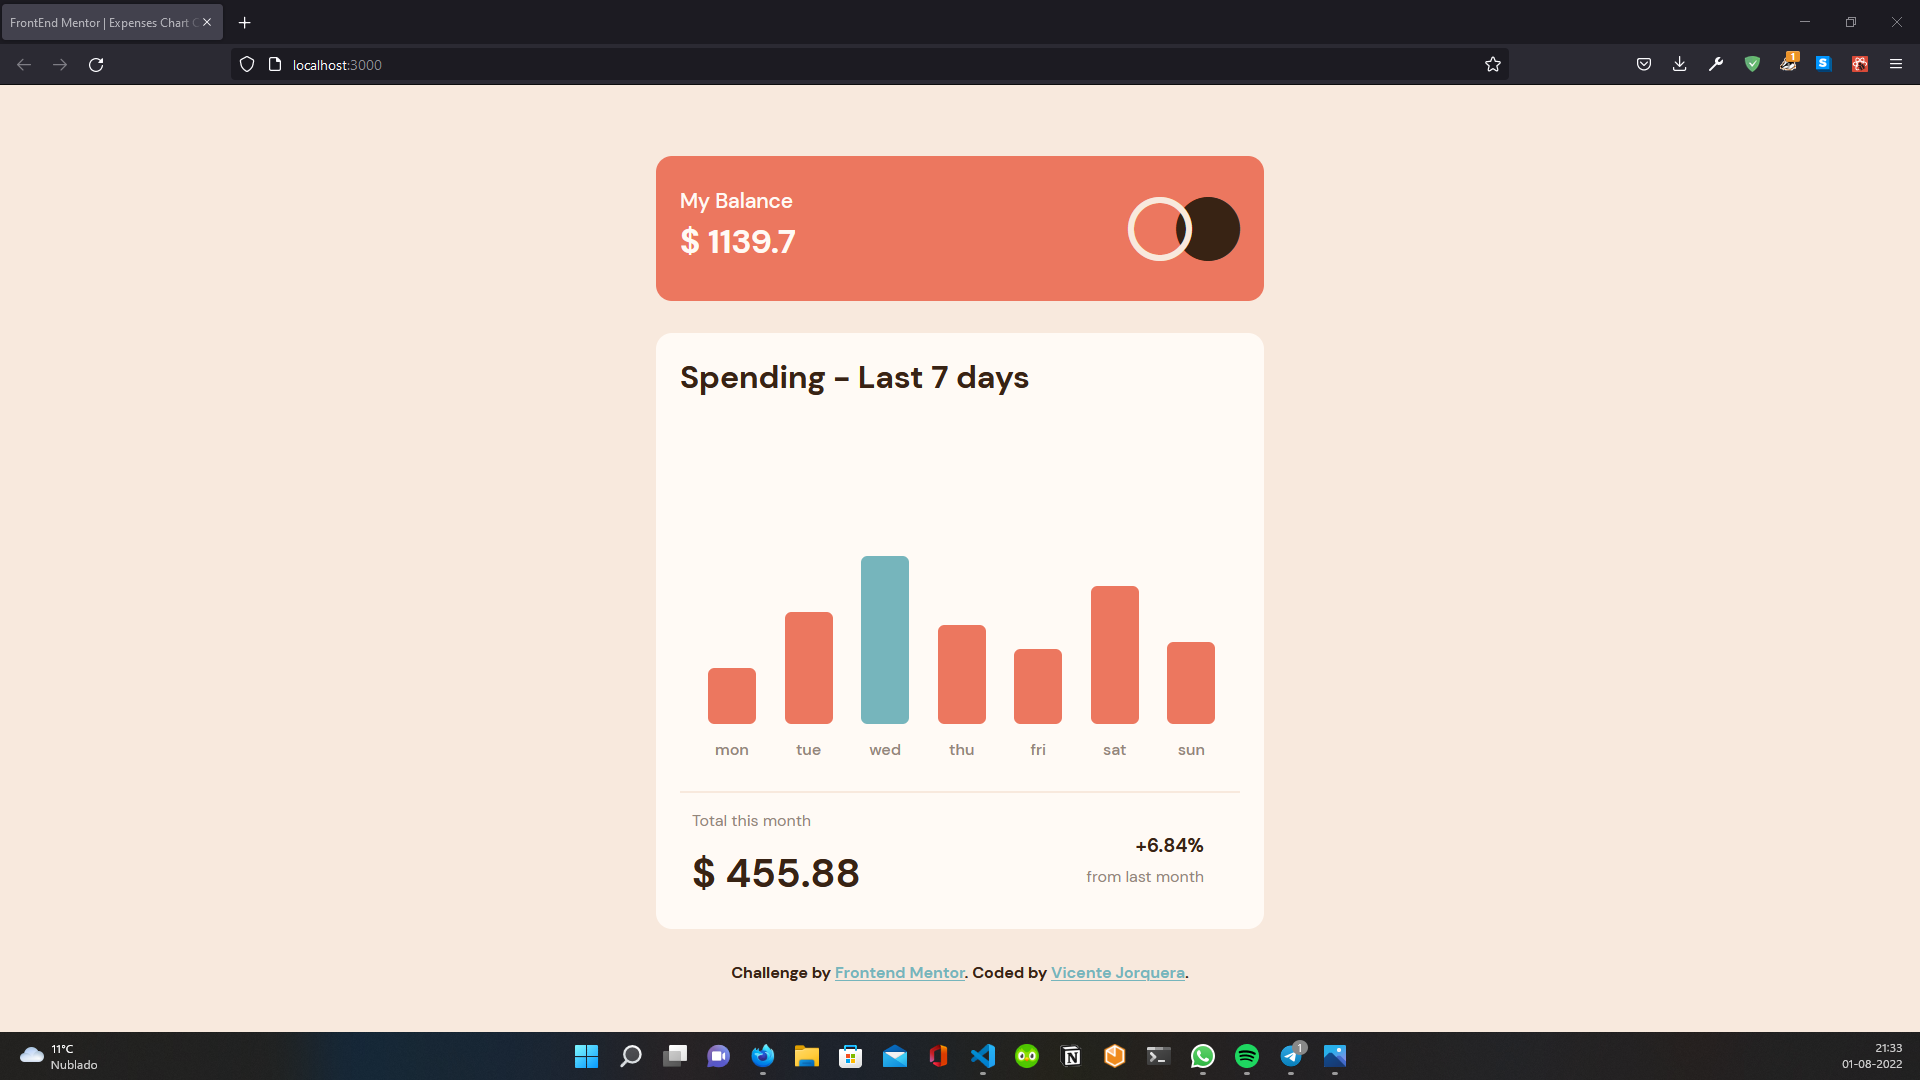 FrontEnd Mentor | Expenses Chart
localhost:3000
1
S
My Balance
$ 1139.7
Spending - Last 7 days
mon tue wed thu fri sat sun
Total this month
$ 455.88
+6.84%
from last month
Challenge by Frontend Mentor. Coded by Vicente Jorquera.
11°C
Nublado
N
1
21:33
01-08-2022